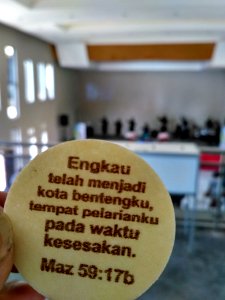 Engkau
telah menjadi
kota bentengku,
tempat pelarianku
pada waktu
kesesakan.
Maz 59:17b